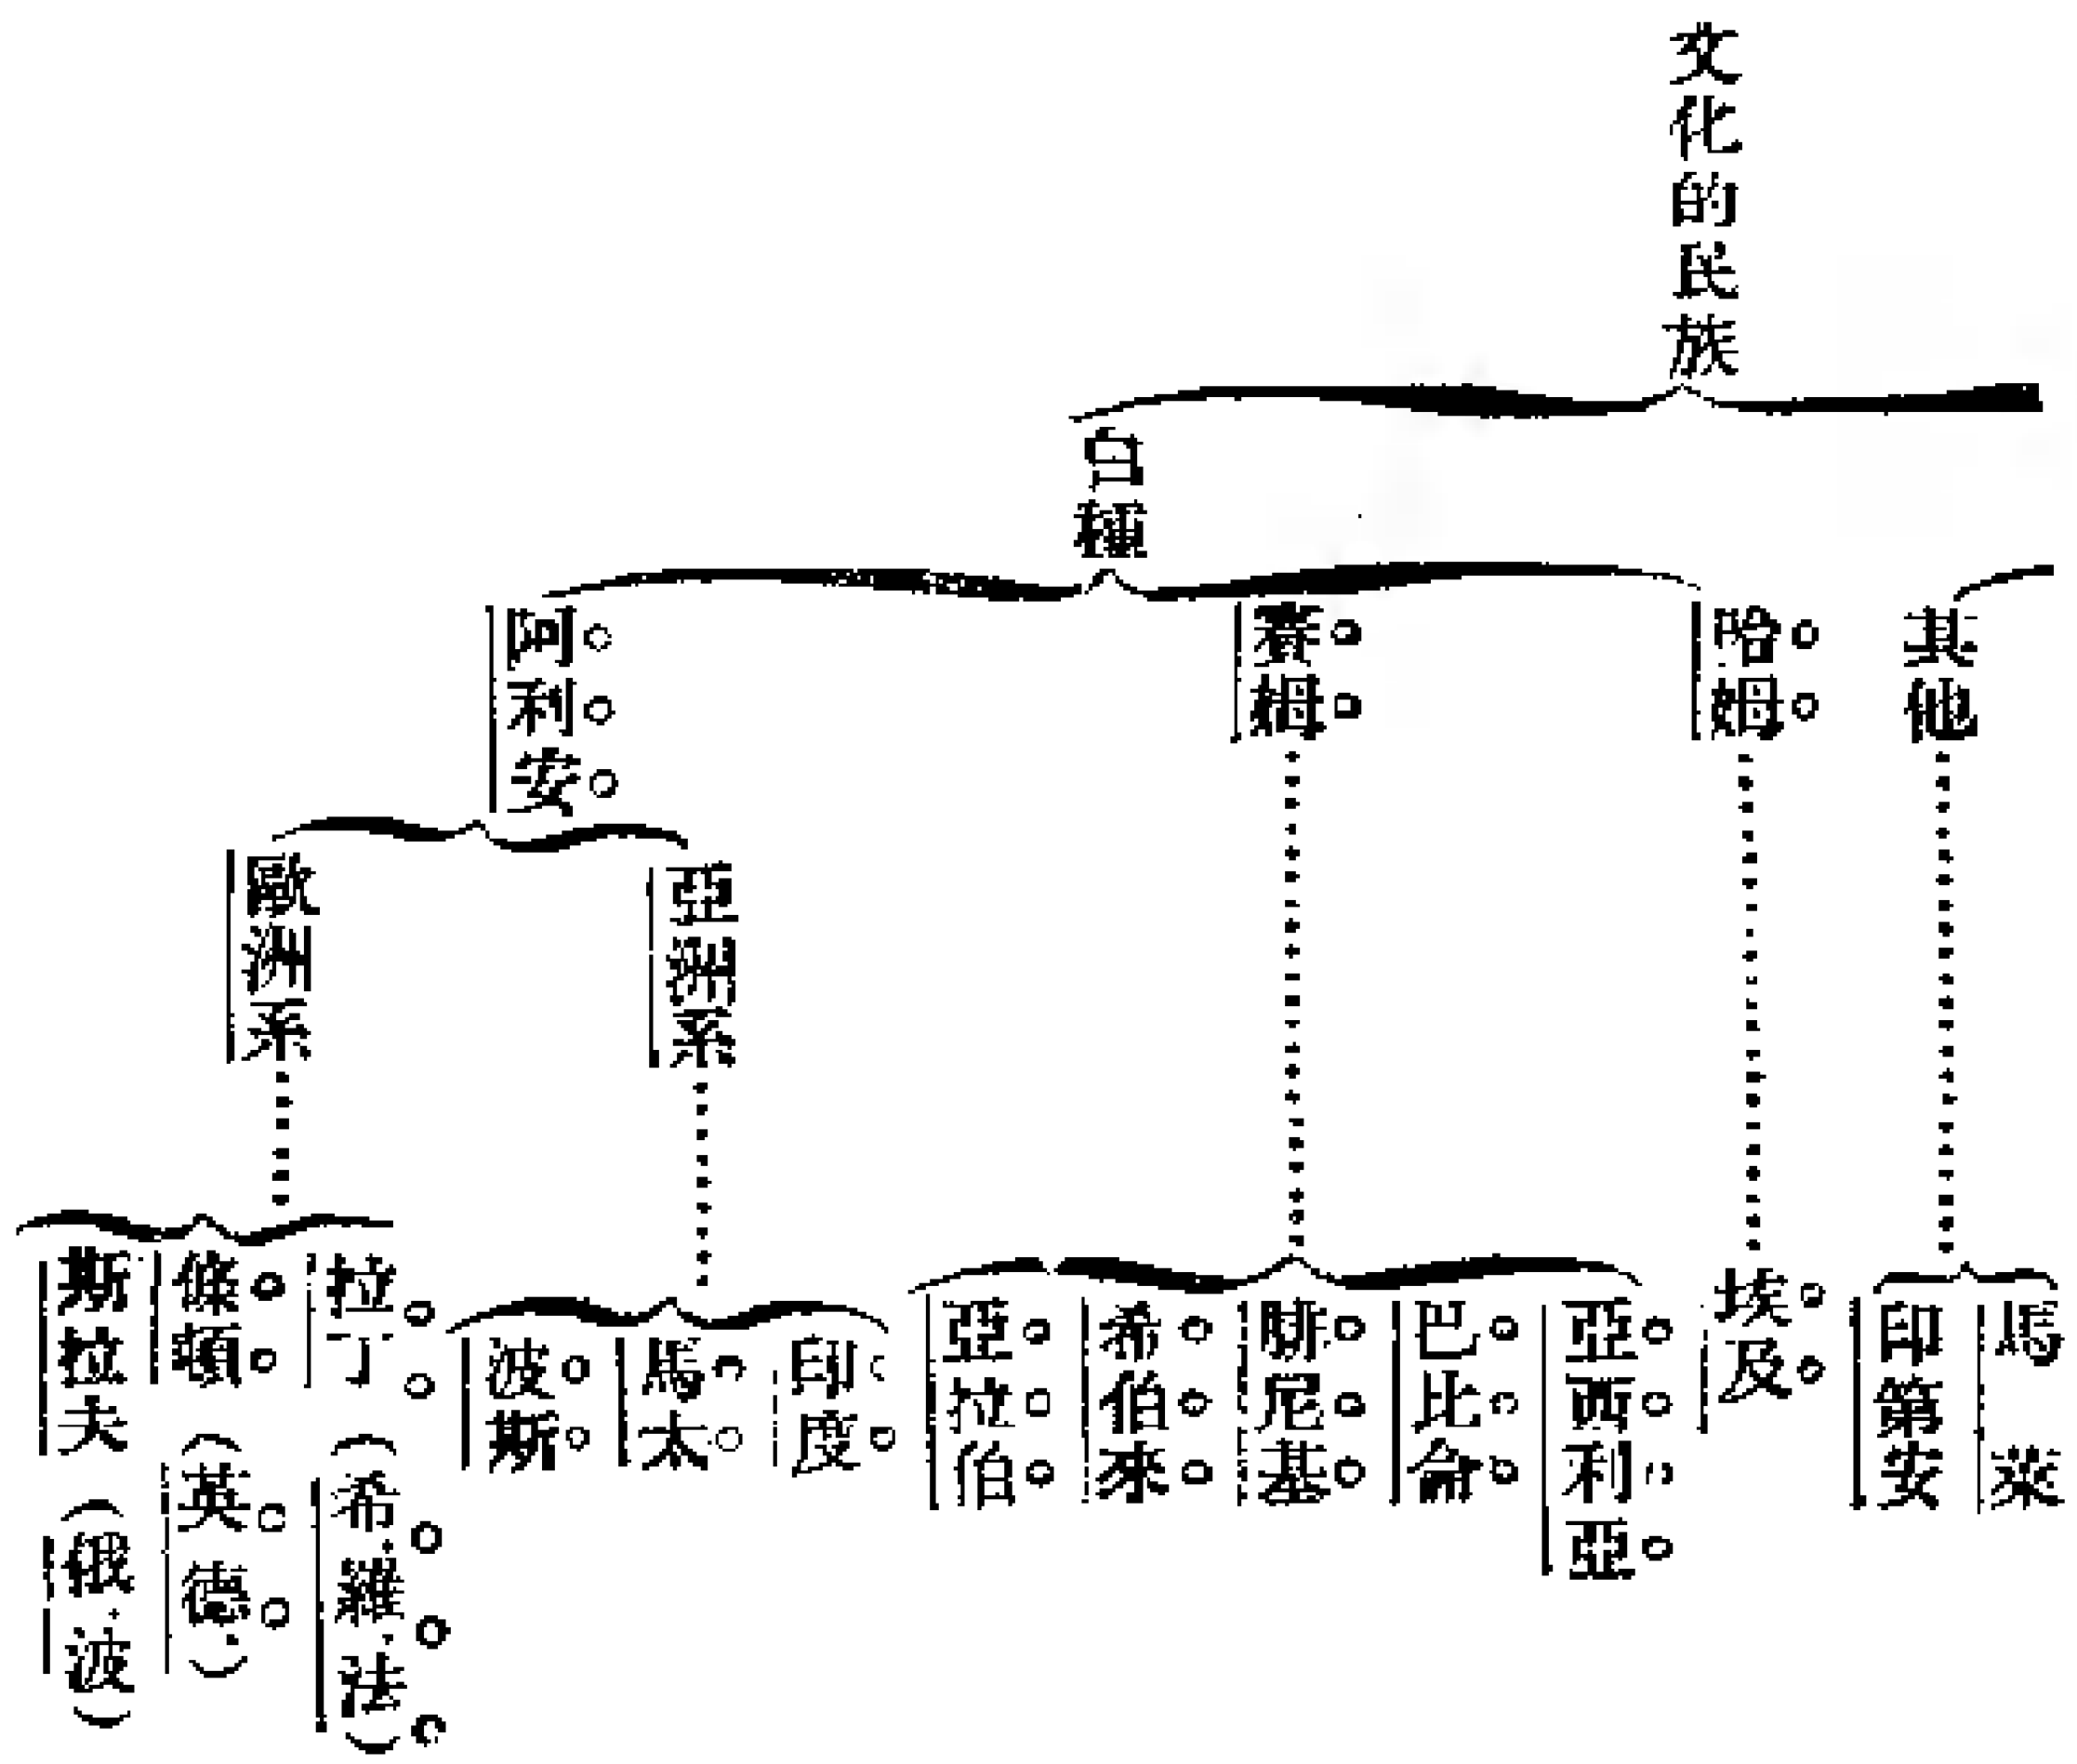 文化的民族
白種
其他
哈姆
賽姆
阿利安
亞洲系
歐洲系
馬萊
印第安
埃及
亞西利亞
巴比侖
腓尼基
希伯來
亞拉伯
印度
馬太
波斯
拉丁（希.羅.法）
條頓（英.德.）
斯拉夫（俄.波）